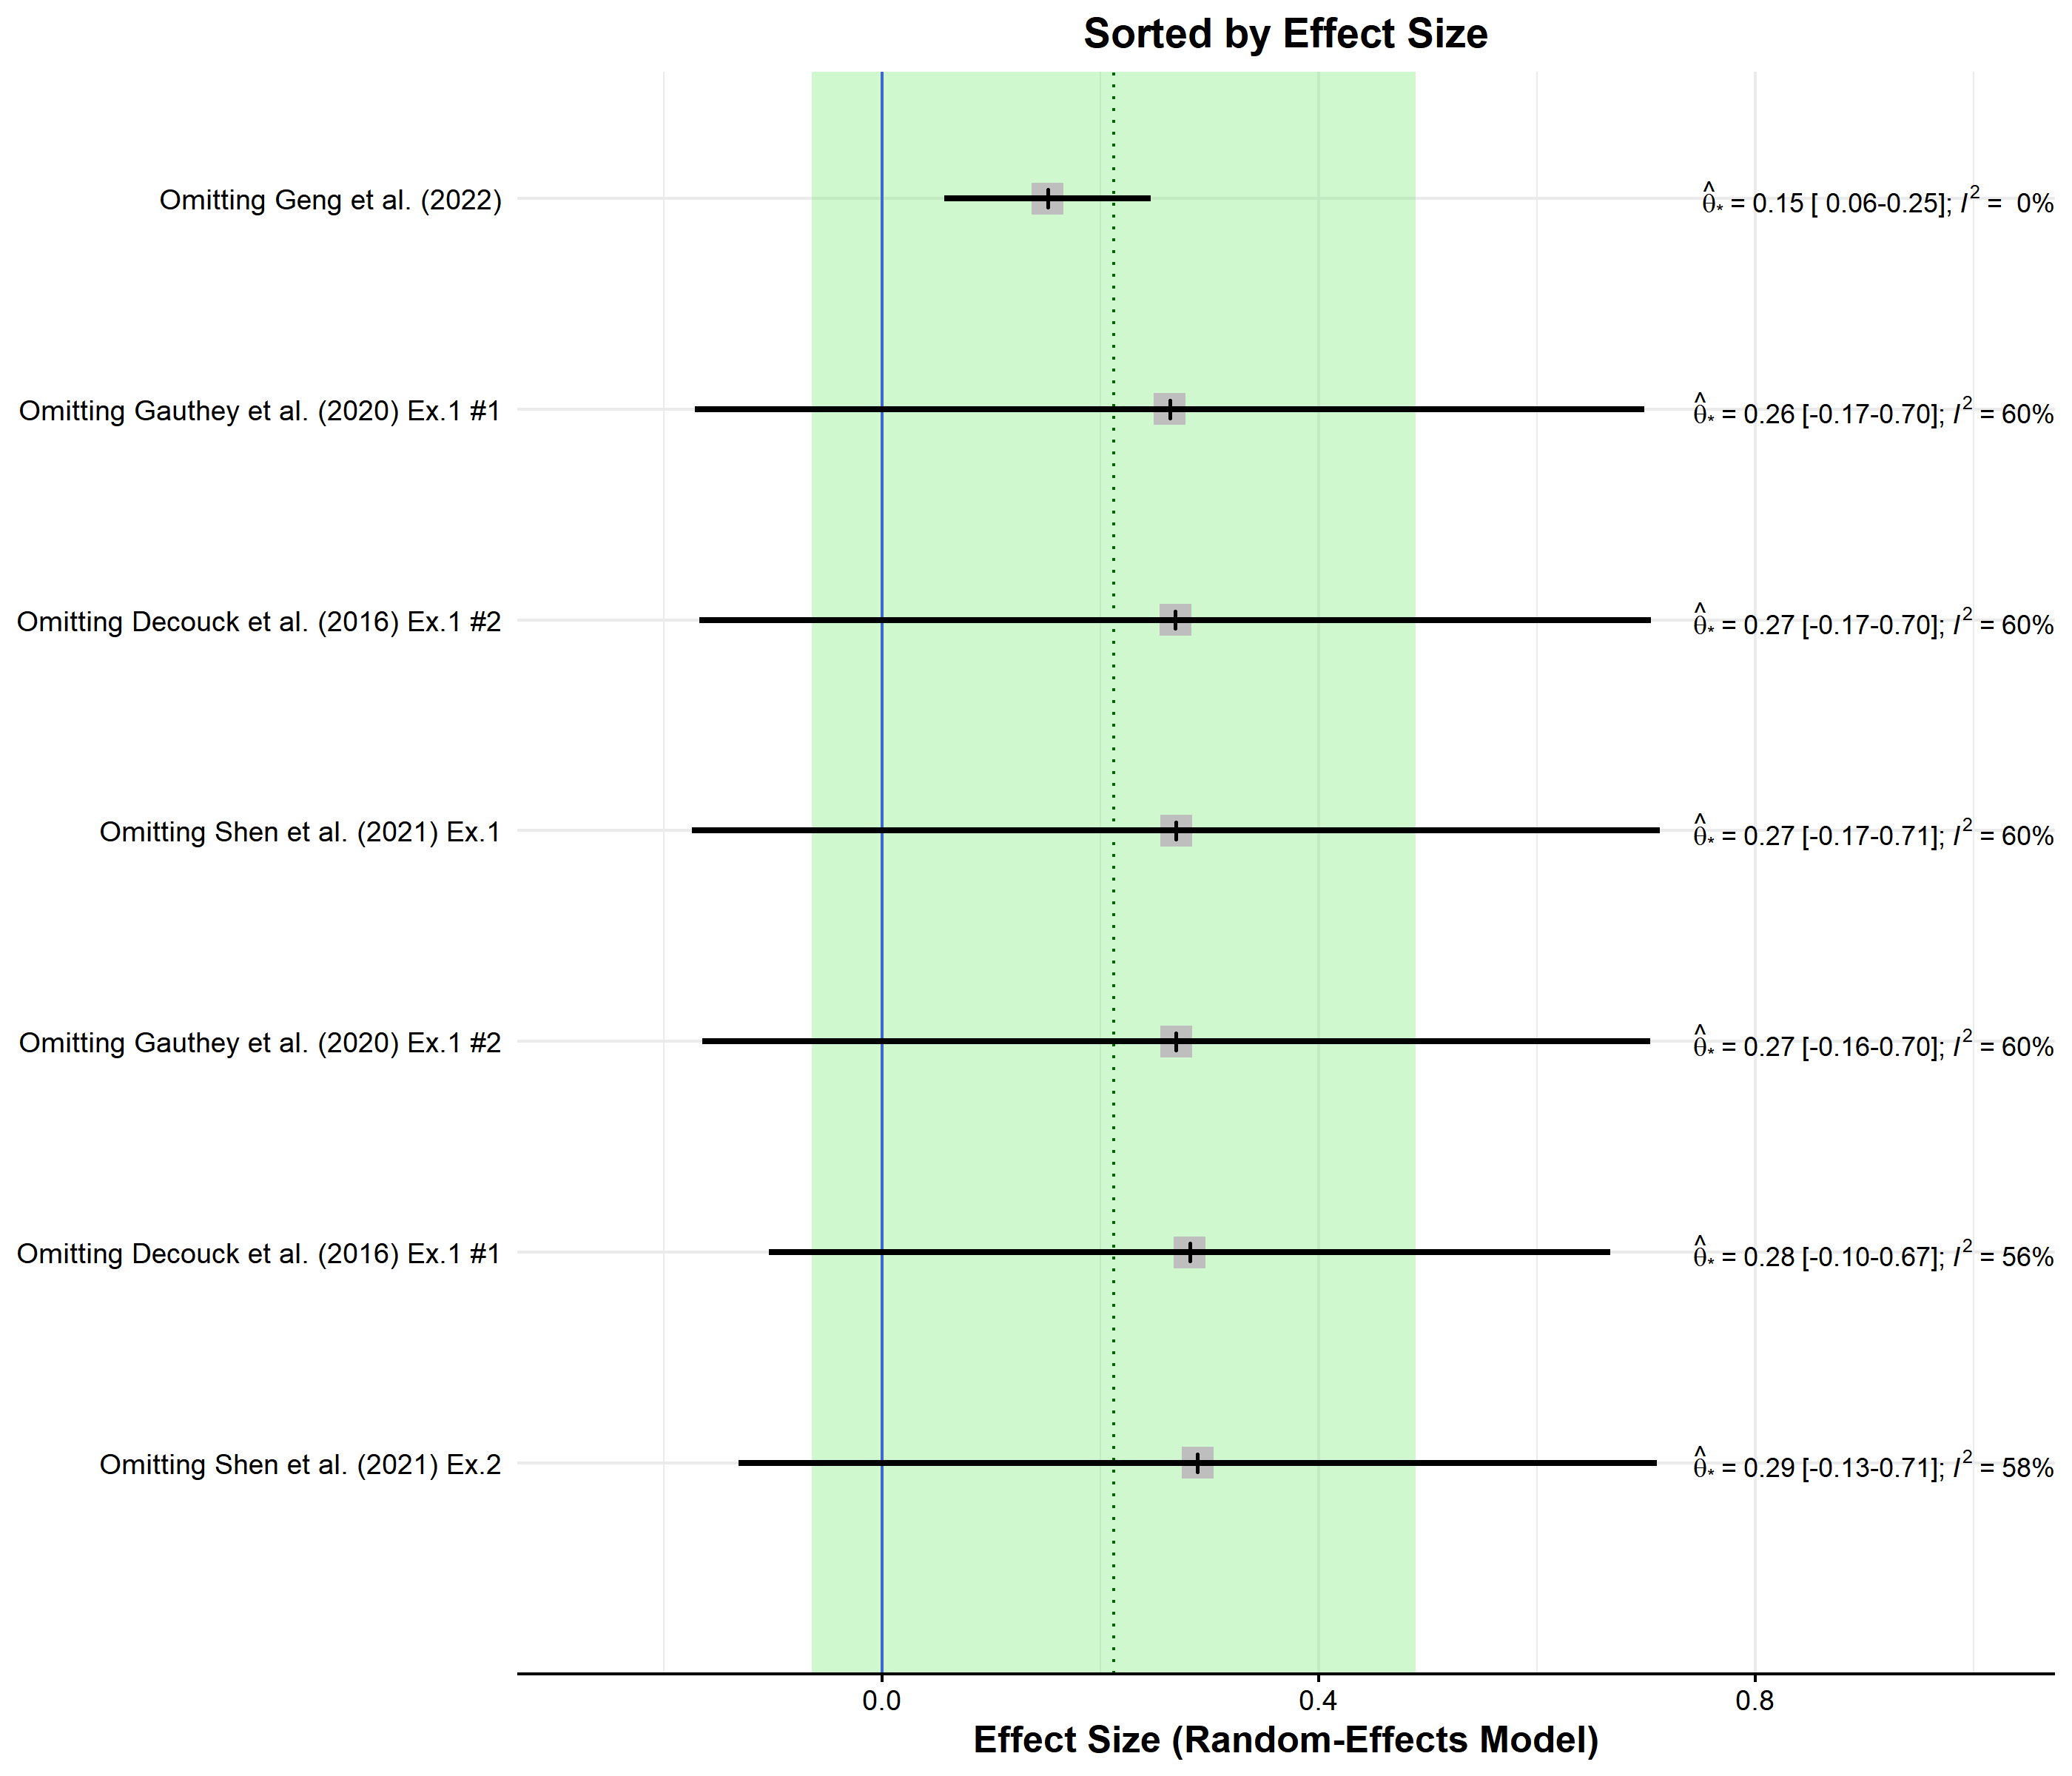 Sorted by Effect Size
Omitting Geng et al. (2022) θ̂* = 0.15 [ 0.06-0.25]; I² = 0%
Omitting Gauthey et al. (2020) Ex.1 #1 θ̂* = 0.26 [-0.17-0.70]; I² = 60%
Omitting Decouck et al. (2016) Ex.1 #2 θ̂* = 0.27 [-0.17-0.70]; I² = 60%
Omitting Shen et al. (2021) Ex.1 θ̂* = 0.27 [-0.17-0.71]; I² = 60%
Omitting Gauthey et al. (2020) Ex.1 #2 θ̂* = 0.27 [-0.16-0.70]; I² = 60%
Omitting Decouck et al. (2016) Ex.1 #1 θ̂* = 0.28 [-0.10-0.67]; I² = 56%
Omitting Shen et al. (2021) Ex.2 θ̂* = 0.29 [-0.13-0.71]; I² = 58%
0.0 0.4 0.8
Effect Size (Random-Effects Model)